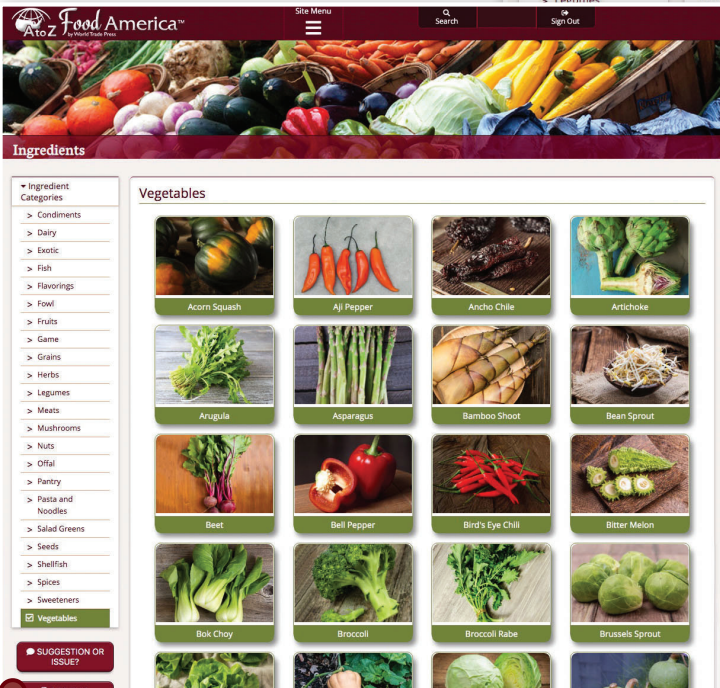 Legumes
AtoZ Food America™
by World Trade Press
Site Menu
Search
Sign Out
Ingredients
Ingredient
Categories
> Condiments
> Dairy
> Exotic
> Fish
> Flavorings
> Fowl
> Fruits
> Game
> Grains
> Herbs
> Legumes
> Meats
> Mushrooms
> Nuts
> Offal
> Pantry
> Pasta and
Noodles
> Salad Greens
> Seeds
> Shellfish
> Spices
> Sweeteners
Vegetables
SUGGESTION OR
ISSUE?
Vegetables
Acorn Squash
Aji Pepper
Ancho Chile
Artichoke
Arugula
Asparagus
Bamboo Shoot
Bean Sprout
Beet
Bell Pepper
Bird's Eye Chili
Bitter Melon
Bok Choy
Broccoli
Broccoli Rabe
Brussels Sprout